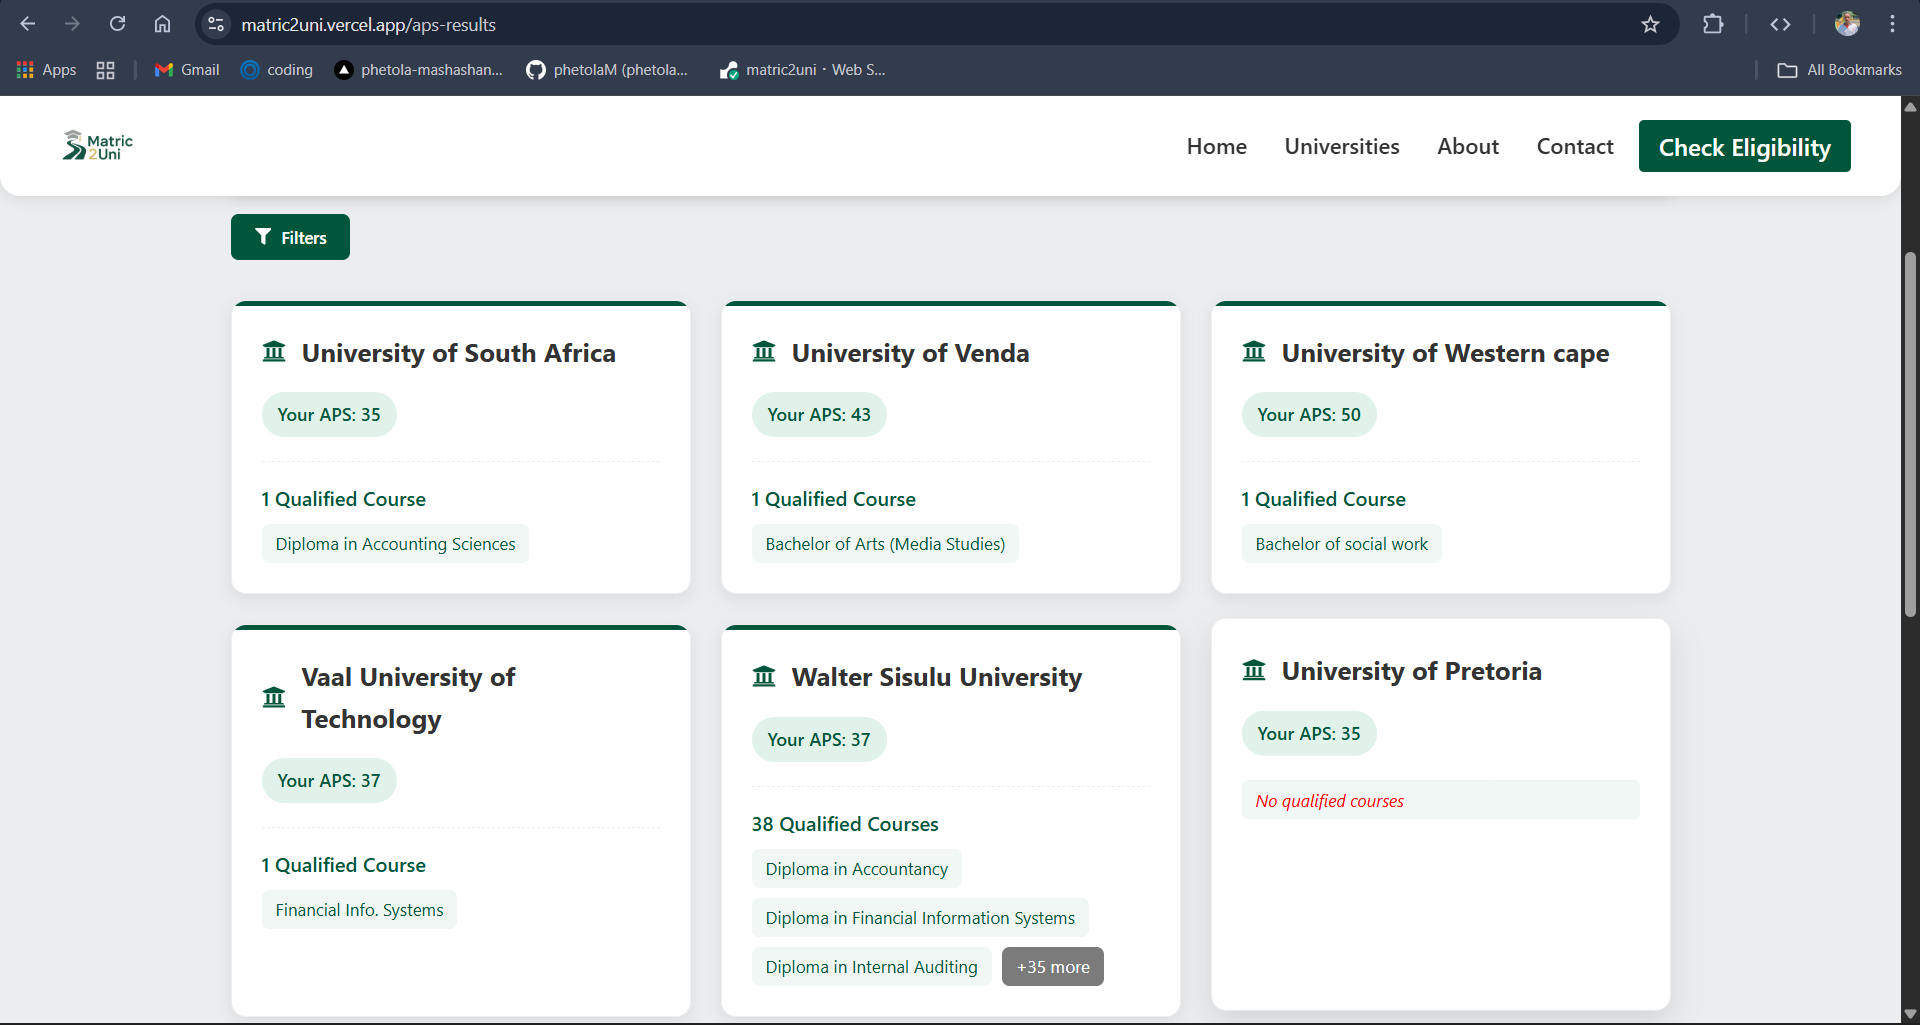 matric2uni.vercel.app/aps-results
Apps
Gmail
coding
phetola-mashashan...
phetolaM (phetola...
matric2uni · Web S...
All Bookmarks
Matric
2Uni
Home
Universities
About
Contact
Check Eligibility
Filters
University of South Africa
Your APS: 35
1 Qualified Course
Diploma in Accounting Sciences
University of Venda
Your APS: 43
1 Qualified Course
Bachelor of Arts (Media Studies)
University of Western cape
Your APS: 50
1 Qualified Course
Bachelor of social work
Vaal University of
Technology
Your APS: 37
1 Qualified Course
Financial Info. Systems
Walter Sisulu University
Your APS: 37
38 Qualified Courses
Diploma in Accountancy
Diploma in Financial Information Systems
Diploma in Internal Auditing
+35 more
University of Pretoria
Your APS: 35
No qualified courses